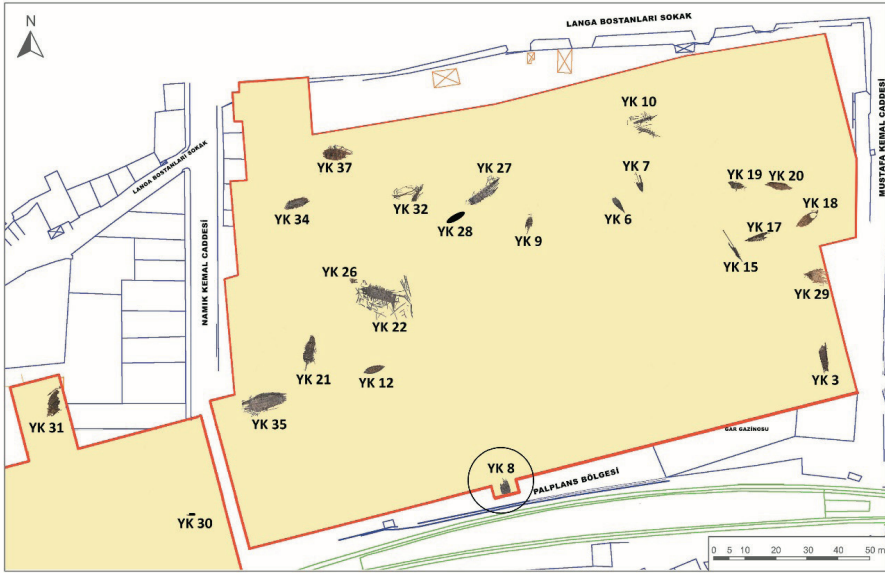 N
LANGA BOSTANLARI SOKAK
MUSTAFA KEMAL CADDESİ
LANGA BOSTANLARI SOKAK
NAMIK KEMAL CADDESİ
YK 10
YK 37
YK 27
YK 7
YK 19
YK 20
YK 34
YK 32
YK 28
YK 9
YK 6
YK 18
YK 17
YK 15
YK 26
YK 29
YK 22
YK 21
YK 12
YK 3
YK 35
YK 31
GAR GAZİNOSU
YK 8
PALPLANS BÖLGESİ
YK 30
0 5 10 20 30 40 50 m